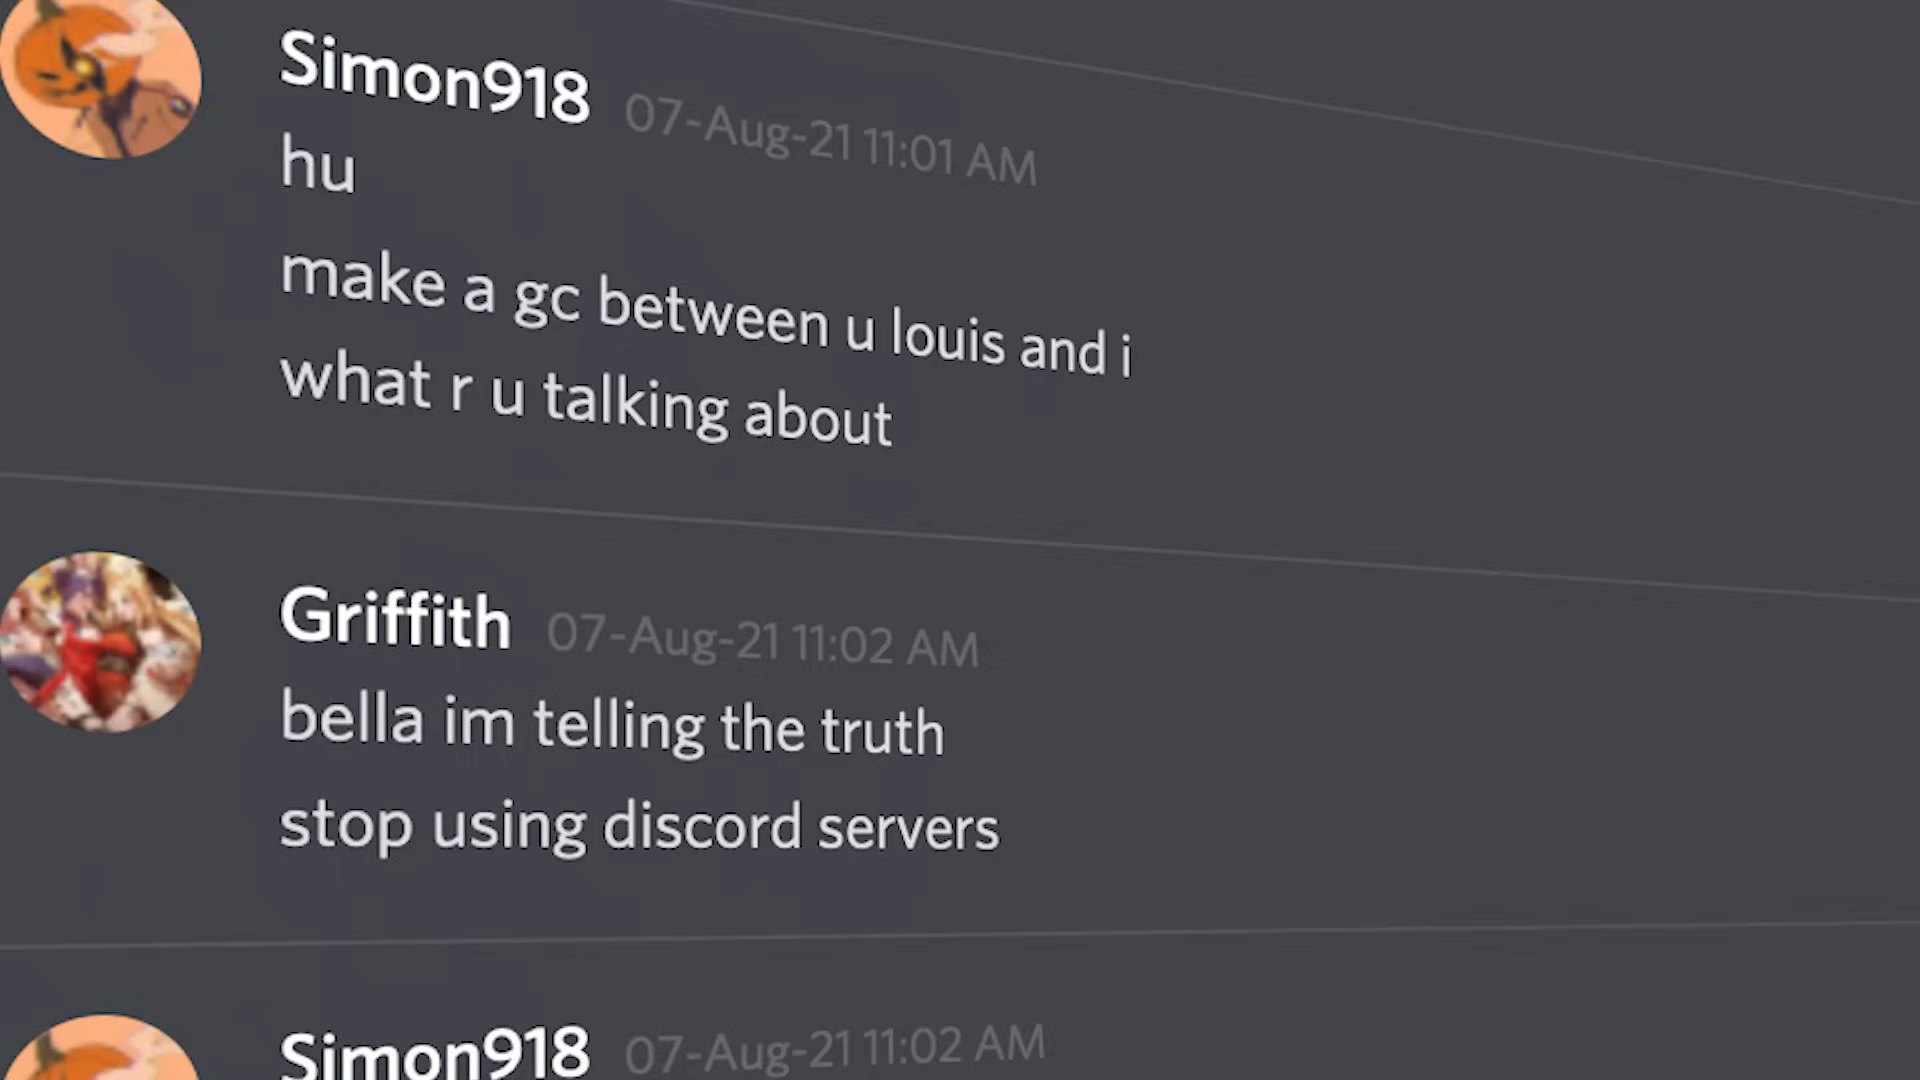 Simon918 07-Aug-21 11:01 AM
hu
make a gc between u louis and i
what r u talking about
Griffith 07-Aug-21 11:02 AM
bella im telling the truth
stop using discord servers
Simon918 07-Aug-21 11:02 AM